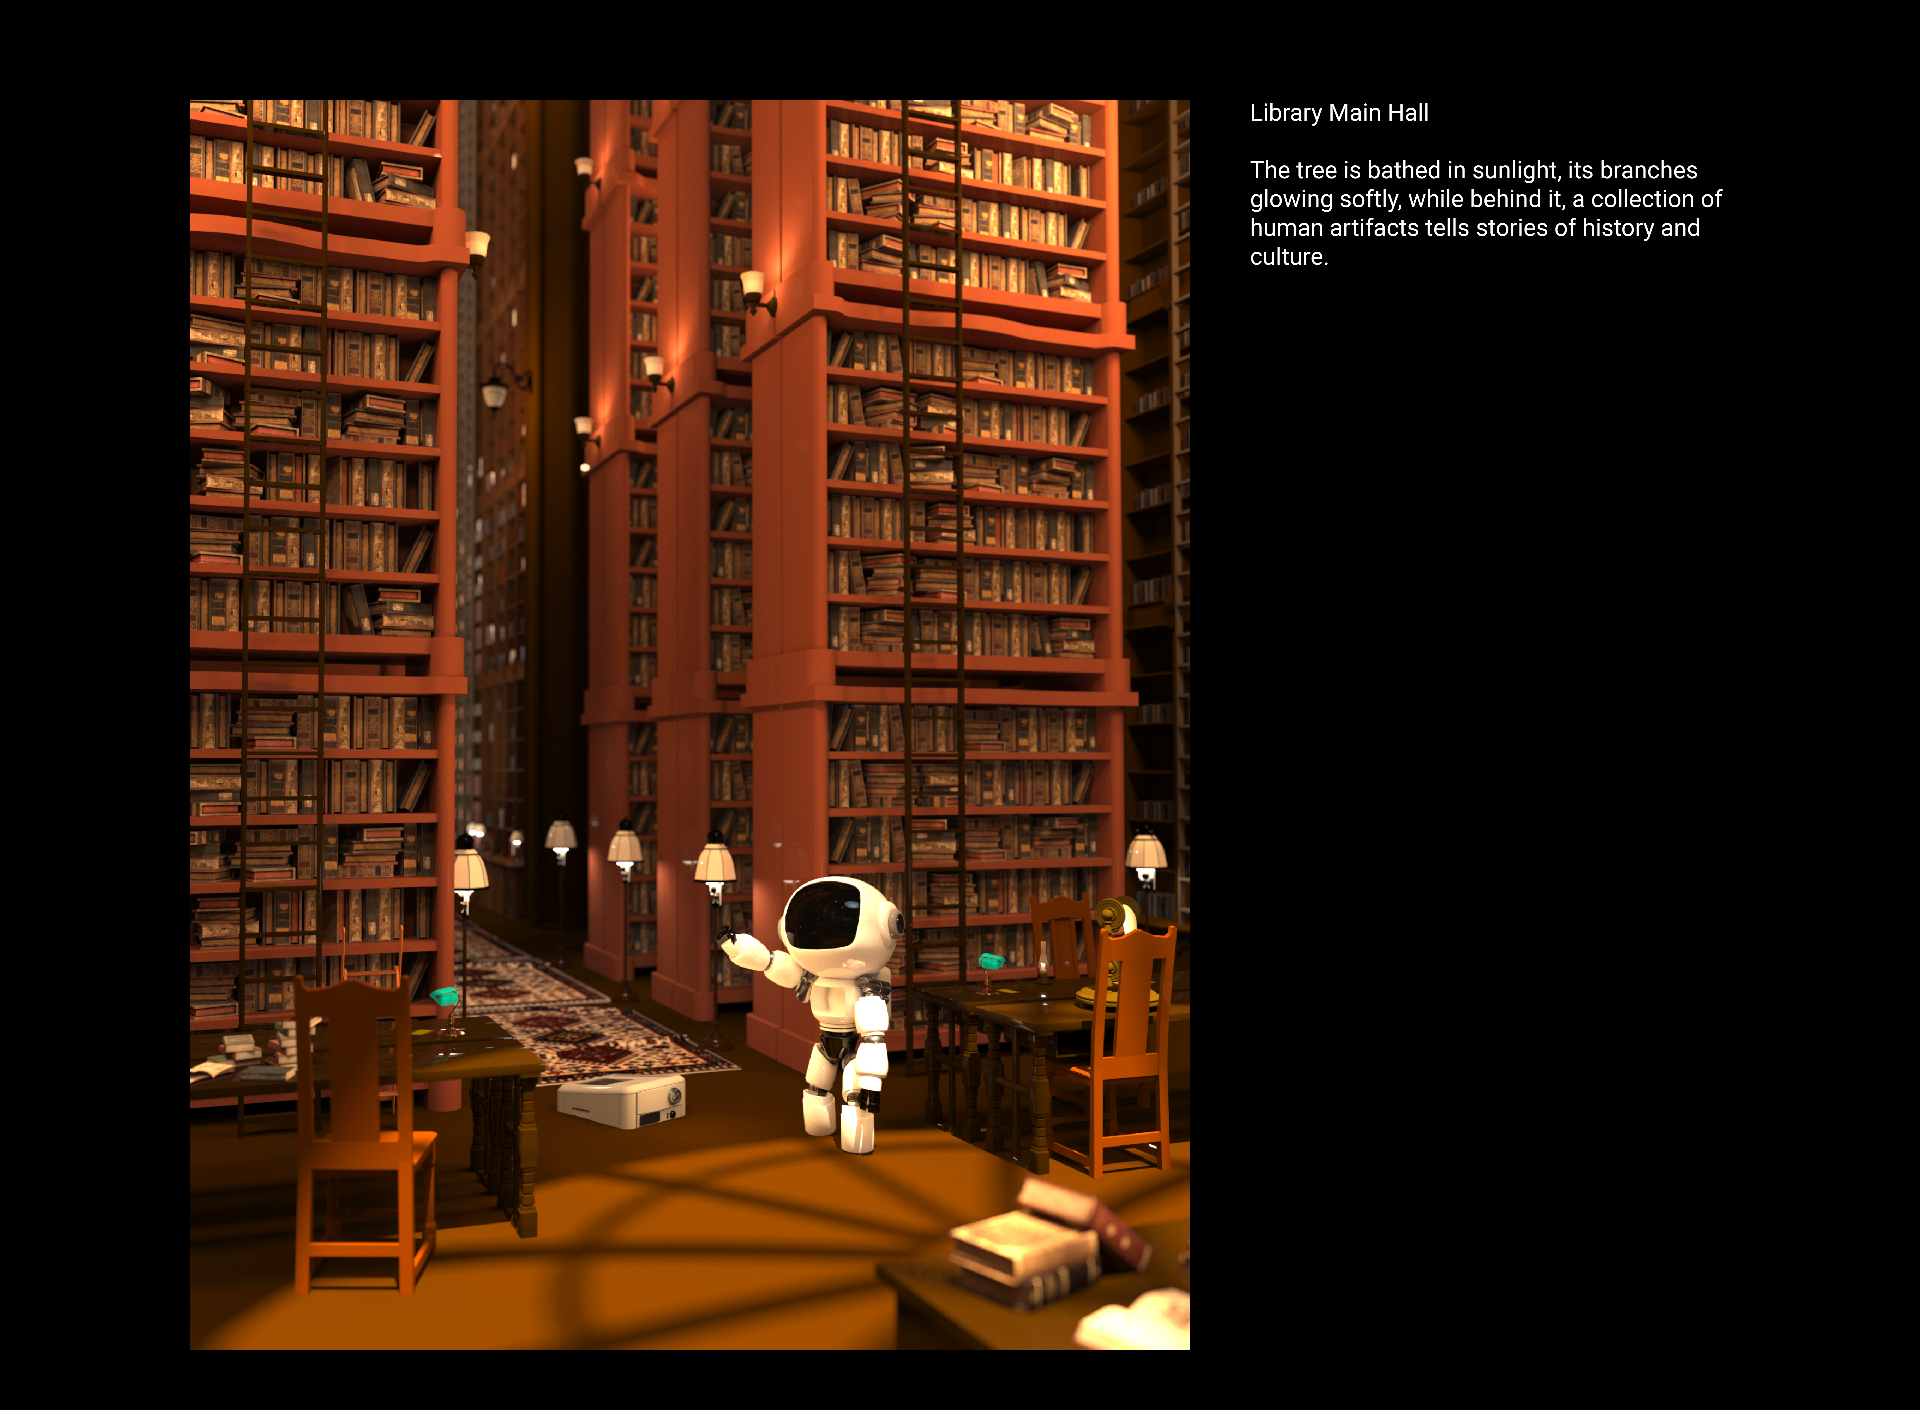 Library Main Hall
The tree is bathed in sunlight, its branches
glowing softly, while behind it, a collection of
human artifacts tells stories of history and
culture.